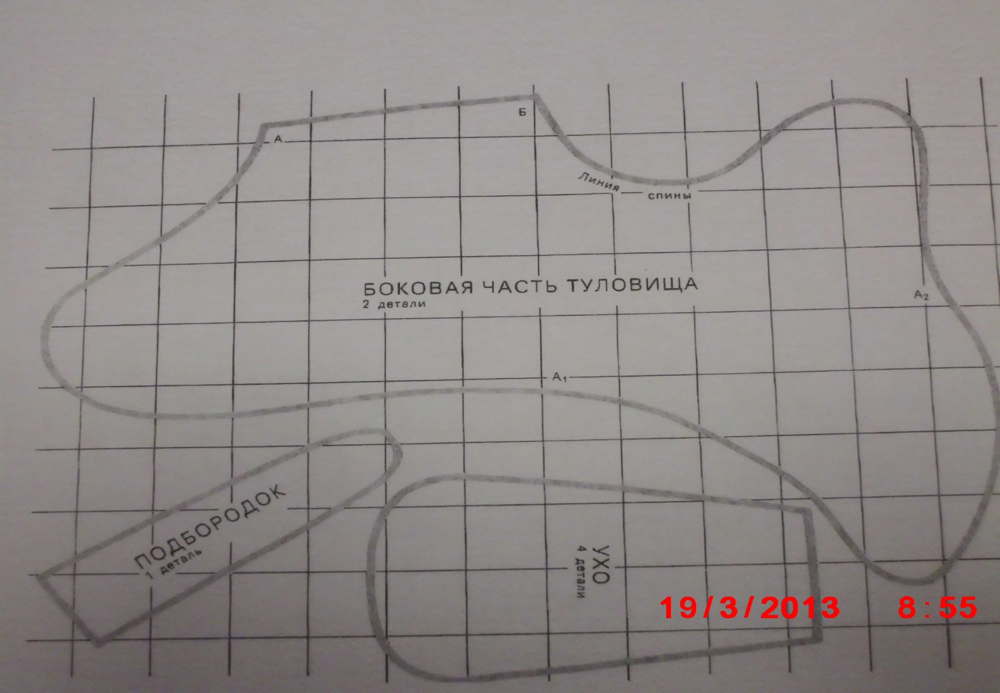 Б
А
Линия
спины
БОКОВАЯ ЧАСТЬ ТУЛОВИЩА
2 детали
А2
А1
ПОДБОРОДОК
1 деталь
УХО
4 детали
19/3/2013 8:55